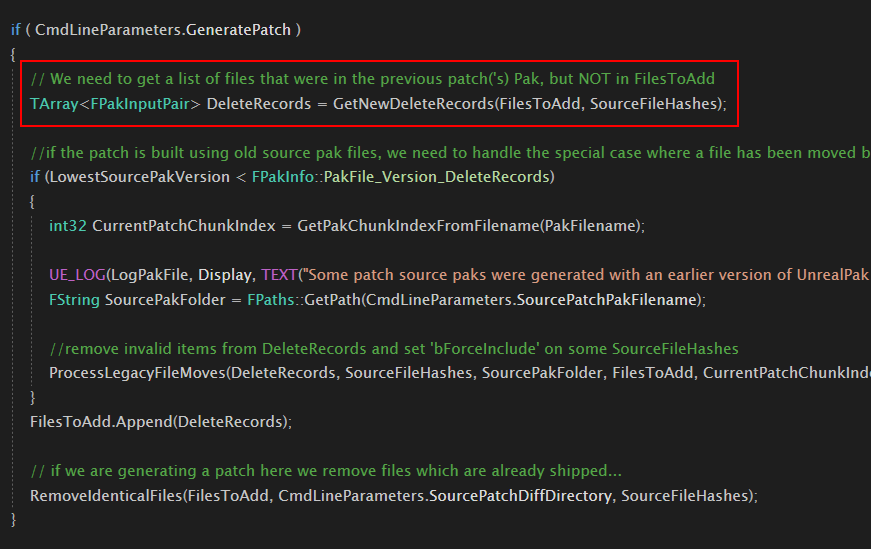 if ( CmdLineParameters.GeneratePatch )
{
// We need to get a list of files that were in the previous patch('s) Pak, but NOT in FilesToAdd
TArray<FPakInputPair> DeleteRecords = GetNewDeleteRecords(FilesToAdd, SourceFileHashes);
//if the patch is built using old source pak files, we need to handle the special case where a file has been moved b
if (LowestSourcePakVersion < FPakInfo::PakFile_Version_DeleteRecords)
{
int32 CurrentPatchChunkIndex = GetPakChunkIndexFromFilename(PakFilename);
UE_LOG(LogPakFile, Display, TEXT("Some patch source paks were generated with an earlier version of UnrealPak
FString SourcePakFolder = FPaths::GetPath(CmdLineParameters.SourcePatchPakFilename);
//remove invalid items from DeleteRecords and set 'bForceInclude' on some SourceFileHashes
ProcessLegacyFileMoves(DeleteRecords, SourceFileHashes, SourcePakFolder, FilesToAdd, CurrentPatchChunkInde
}
FilesToAdd.Append(DeleteRecords);
// if we are generating a patch here we remove files which are already shipped...
RemoveIdenticalFiles(FilesToAdd, CmdLineParameters.SourcePatchDiffDirectory, SourceFileHashes);
}